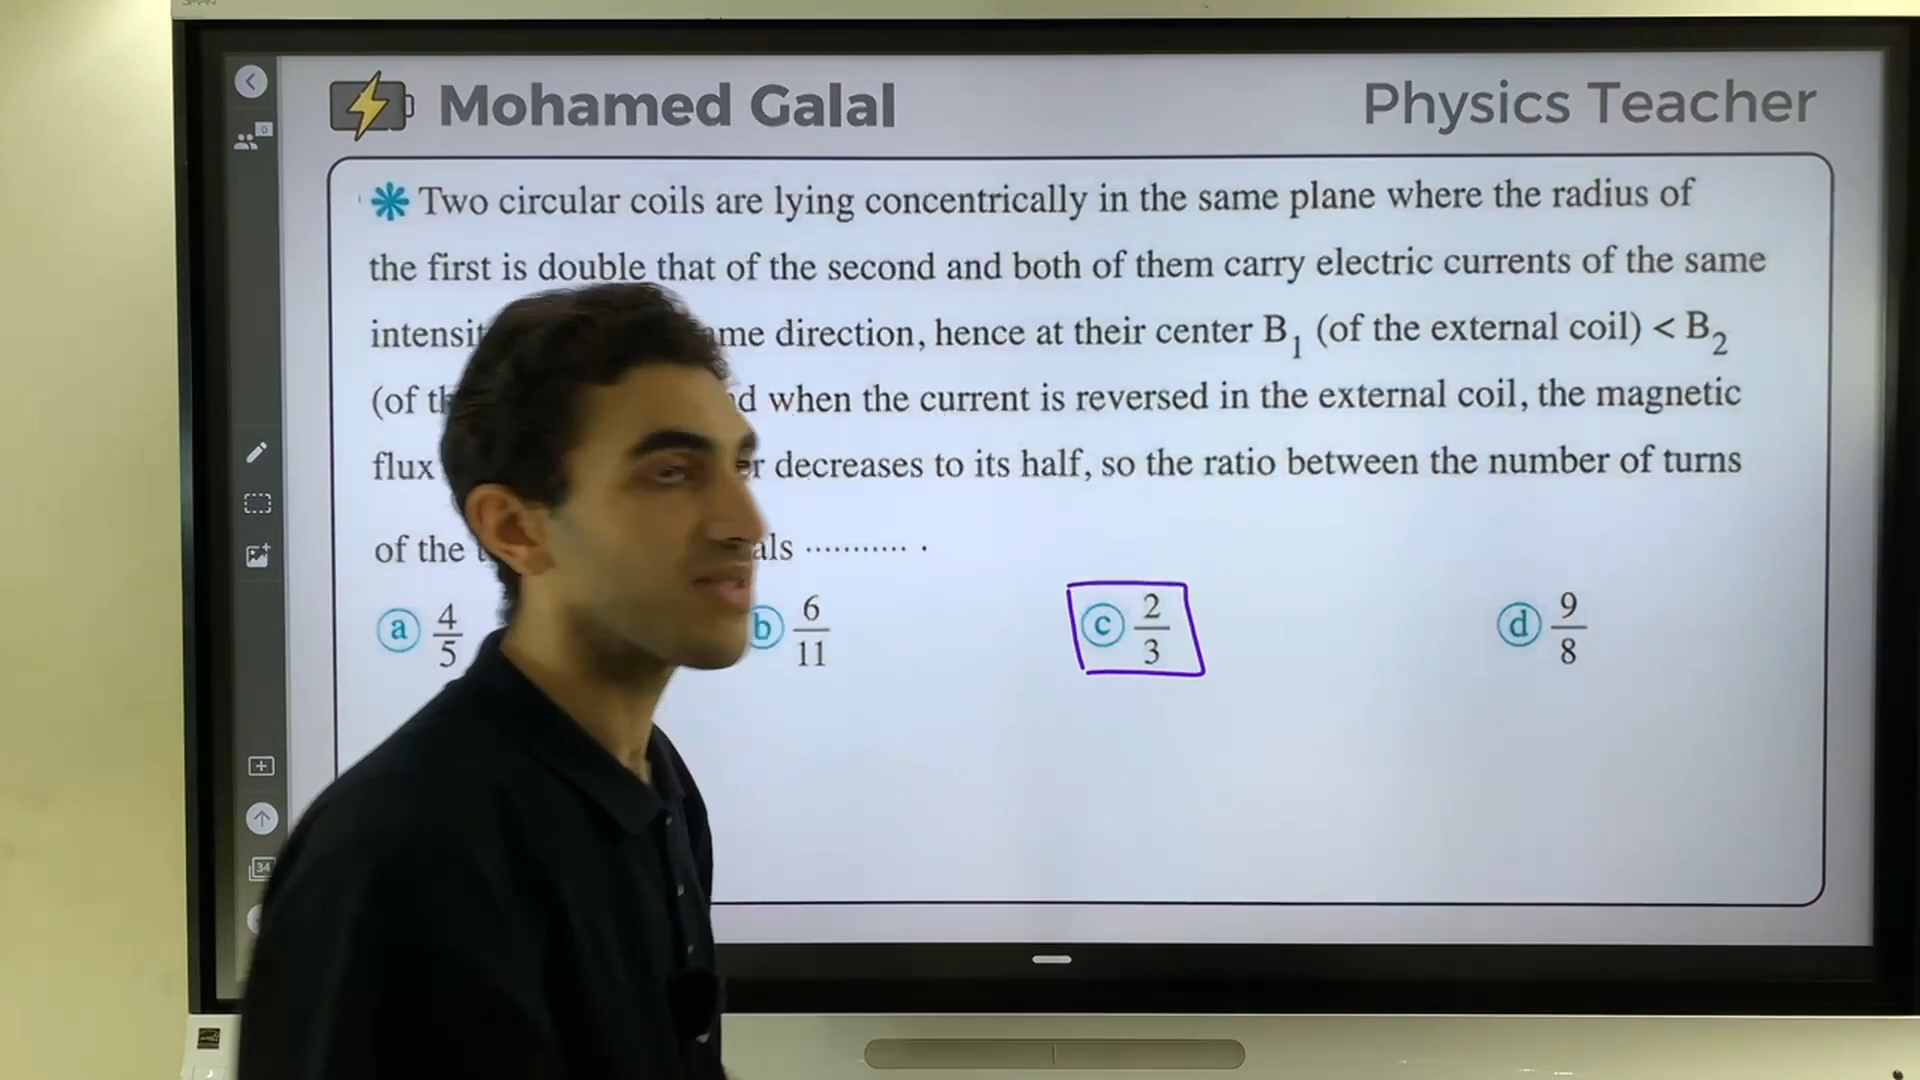 Mohamed Galal
Physics Teacher
Two circular coils are lying concentrically in the same plane where the radius of
the first is double that of the second and both of them carry electric currents of the same
me direction, hence at their center B₁ (of the external coil) < B₂
(of when the current is reversed in the external coil, the magnetic
flux decreases to its half, so the ratio between the number of turns
of the ...........  .
a 4/5 b 6/11 c 2/3 d 9/8
34